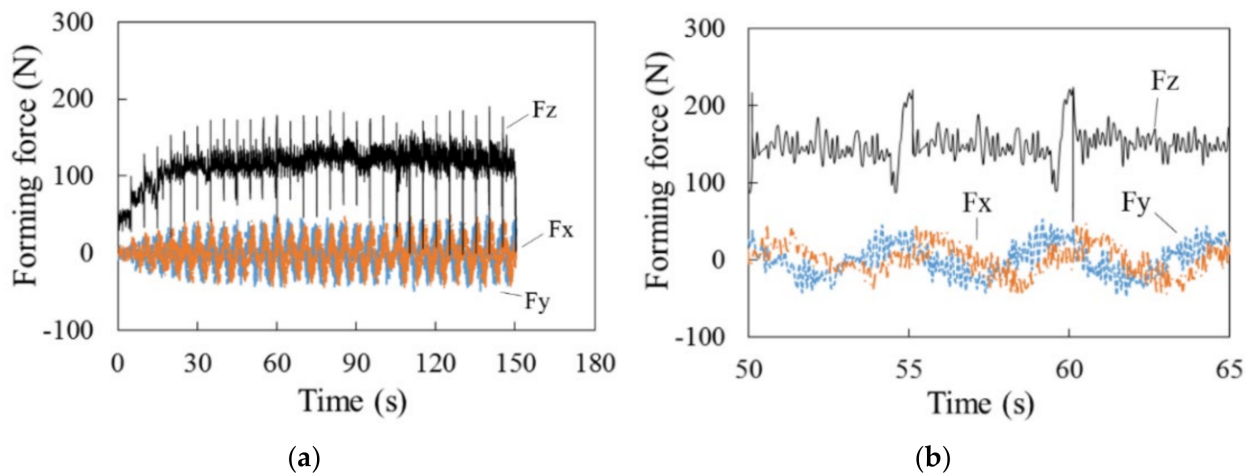 300
200
100
0
-100
Forming force (N)
Fz
Fx
Fy
0 30 60 90 120 150 180
Time (s)
(a)
300
200
100
0
-100
Forming force (N)
Fz
Fx
Fy
50 55 60 65
Time (s)
(b)